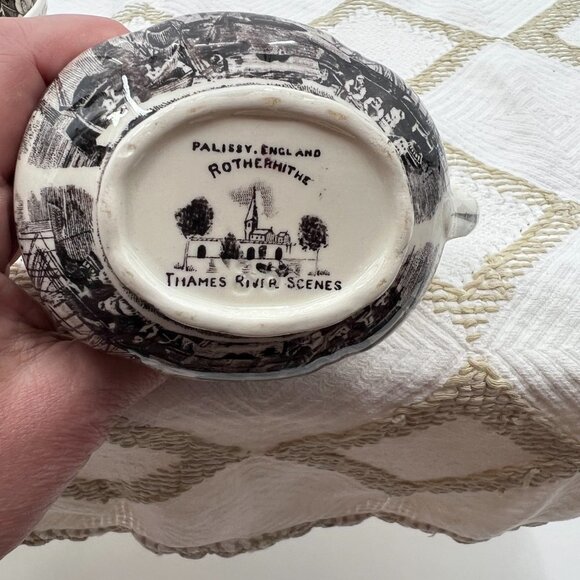 PALISSY. ENGLAND
ROTHERHITHE
THAMES RIVER SCENES